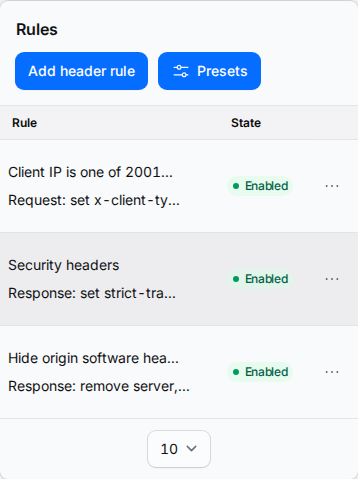 Rules
Add header rule
Presets
Rule State
Client IP is one of 2001...
Request: set x-client-ty...
Enabled
Security headers
Response: set strict-tra...
Enabled
Hide origin software hea...
Response: remove server,...
Enabled
10